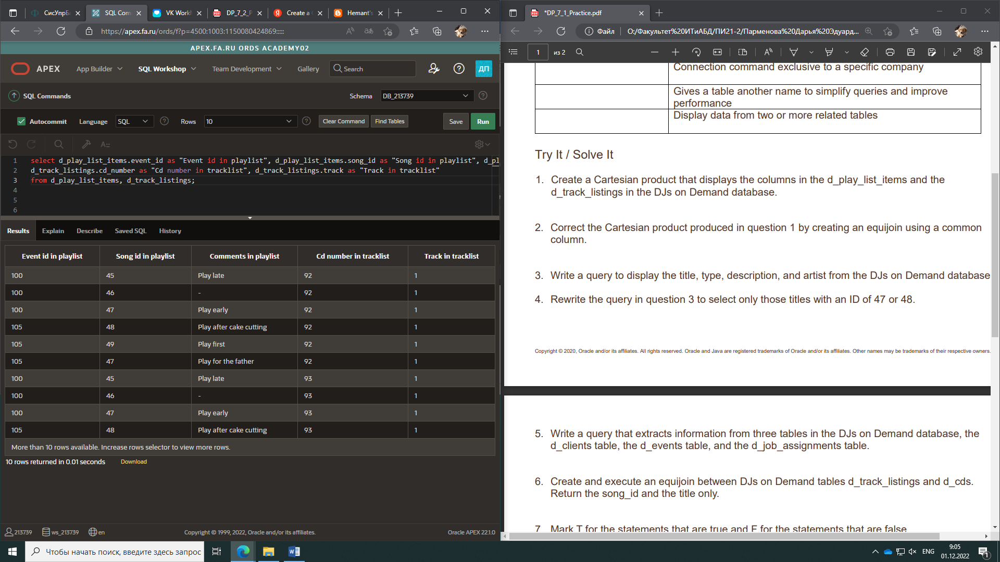 СисУпрБа
SQL Com
VK Work
DP_7_2_P
Create a C
Hemant's
https://apex.fa.ru/ords/f?p=4500:1003:1150080424869:::::
APEX.FA.RU ORDS ACADEMY02
APEX
App Builder
SQL Workshop
Team Development
Gallery
Search
ДП
SQL Commands
Schema
DB_213739
Autocommit
Language
SQL
Rows
10
Clear Command
Find Tables
Save
Run
1 select d_play_list_items.event_id as "Event id in playlist", d_play_list_items.song_id as "Song id in playlist", d_pl
2 d_track_listings.cd_number as "Cd number in tracklist", d_track_listings.track as "Track in tracklist"
3 from d_play_list_items, d_track_listings;
4
5
6
Results
Explain
Describe
Saved SQL
History
Event id in playlist Song id in playlist Comments in playlist Cd number in tracklist Track in tracklist
100 45 Play late 92 1
100 46 - 92 1
100 47 Play early 92 1
105 48 Play after cake cutting 92 1
105 49 Play first 92 1
105 47 Play for the father 92 1
100 45 Play late 93 1
100 46 - 93 1
100 47 Play early 93 1
105 48 Play after cake cutting 93 1
More than 10 rows available. Increase rows selector to view more rows.
10 rows returned in 0.01 seconds
Download
213739
ws_213739
en
Copyright © 1999, 2022, Oracle and/or its affiliates.
Oracle APEX 22.1.0
*DP_7_1_Practice.pdf
Файл
O:/Факультет%20ИТиАБД/ПИ21-2/Парменова%20Дарья%20Эдуард...
1
из 2
Connection command exclusive to a specific company
Gives a table another name to simplify queries and improve
performance
Display data from two or more related tables
Try It / Solve It
1. Create a Cartesian product that displays the columns in the d_play_list_items and the
d_track_listings in the DJs on Demand database.
2. Correct the Cartesian product produced in question 1 by creating an equijoin using a common
column.
3. Write a query to display the title, type, description, and artist from the DJs on Demand database
4. Rewrite the query in question 3 to select only those titles with an ID of 47 or 48.
Copyright © 2020, Oracle and/or its affiliates. All rights reserved. Oracle and Java are registered trademarks of Oracle and/or its affiliates. Other names may be trademarks of their respective owners.
5. Write a query that extracts information from three tables in the DJs on Demand database, the
d_clients table, the d_events table, and the d_job_assignments table.
6. Create and execute an equijoin between DJs on Demand tables d_track_listings and d_cds.
Return the song_id and the title only.
7 Mark T for the statements that are true and F for the statements that are false
Чтобы начать поиск, введите здесь запрос
ENG
9:05
01.12.2022
1